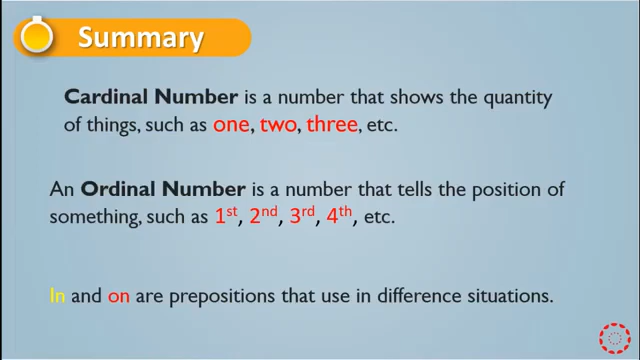 Summary
Cardinal Number is a number that shows the quantity
of things, such as one, two, three, etc.
An Ordinal Number is a number that tells the position of
something, such as 1st, 2nd, 3rd, 4th, etc.
In and on are prepositions that use in difference situations.